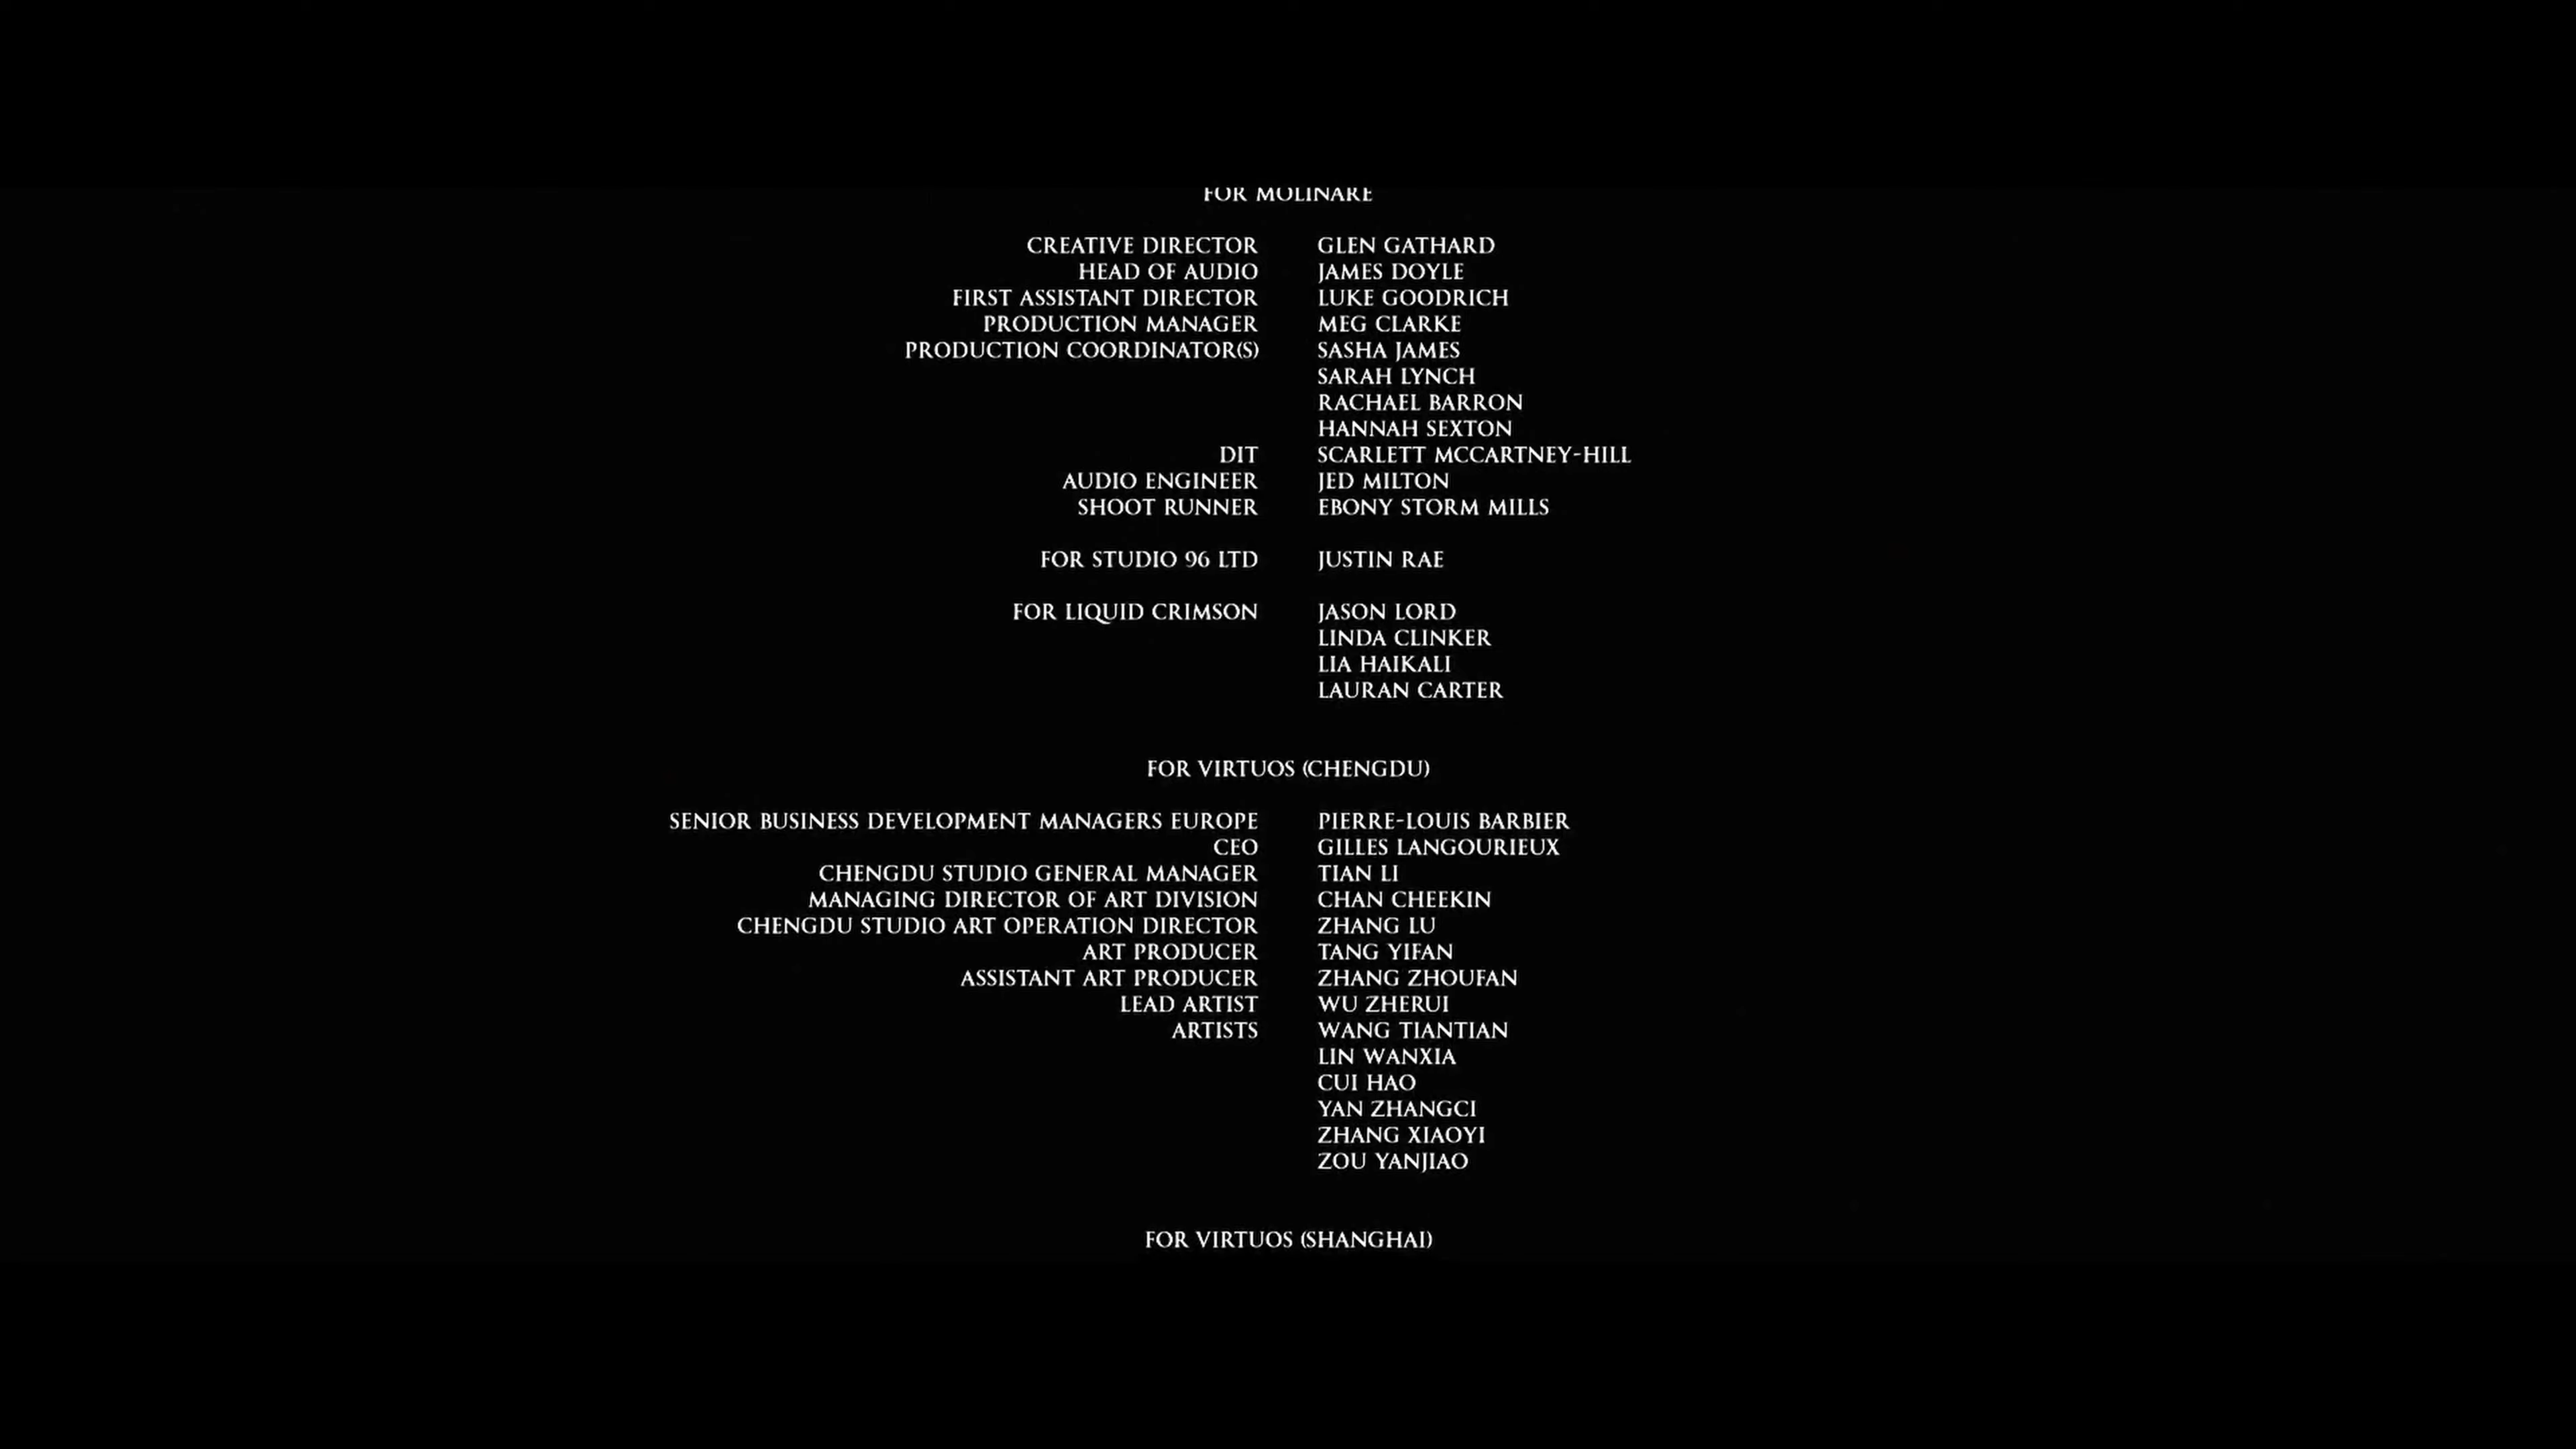 FOR MOLINARE
CREATIVE DIRECTOR GLEN GATHARD
HEAD OF AUDIO JAMES DOYLE
FIRST ASSISTANT DIRECTOR LUKE GOODRICH
PRODUCTION MANAGER MEG CLARKE
PRODUCTION COORDINATOR(S) SASHA JAMES
SARAH LYNCH
RACHAEL BARRON
HANNAH SEXTON
DIT SCARLETT MCCARTNEY-HILL
AUDIO ENGINEER JED MILTON
SHOOT RUNNER EBONY STORM MILLS
FOR STUDIO 96 LTD JUSTIN RAE
FOR LIQUID CRIMSON JASON LORD
LINDA CLINKER
LIA HAIKALI
LAURAN CARTER
FOR VIRTUOS (CHENGDU)
SENIOR BUSINESS DEVELOPMENT MANAGERS EUROPE PIERRE-LOUIS BARBIER
CEO GILLES LANGOURIEUX
CHENGDU STUDIO GENERAL MANAGER TIAN LI
MANAGING DIRECTOR OF ART DIVISION CHAN CHEEKIN
CHENGDU STUDIO ART OPERATION DIRECTOR ZHANG LU
ART PRODUCER TANG YIFAN
ASSISTANT ART PRODUCER ZHANG ZHOUFAN
LEAD ARTIST WU ZHERUI
ARTISTS WANG TIANTIAN
LIN WANXIA
CUI HAO
YAN ZHANGCI
ZHANG XIAOYI
ZOU YANJIAO
FOR VIRTUOS (SHANGHAI)